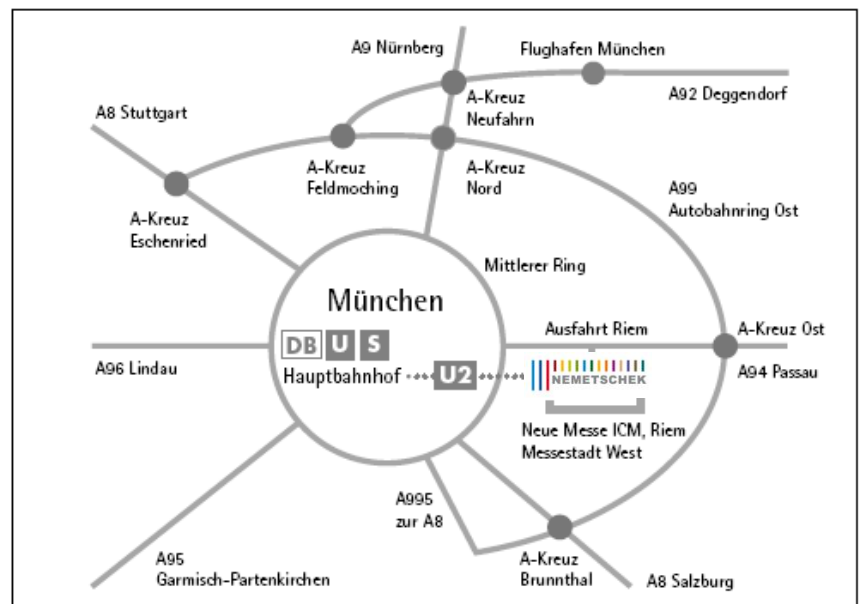 A9 Nürnberg
Flughafen München
A92 Deggendorf
A-Kreuz
Neufahrn
A8 Stuttgart
A-Kreuz
Feldmoching
A-Kreuz
Nord
A99
Autobahnring Ost
A-Kreuz
Eschenried
Mittlerer Ring
München
DB U S
Hauptbahnhof
U2
Ausfahrt Riem
A-Kreuz Ost
A96 Lindau
NEMETSCHEK
A94 Passau
Neue Messe ICM, Riem
Messestadt West
A995
zur A8
A95
Garmisch-Partenkirchen
A-Kreuz
Brunnthal
A8 Salzburg